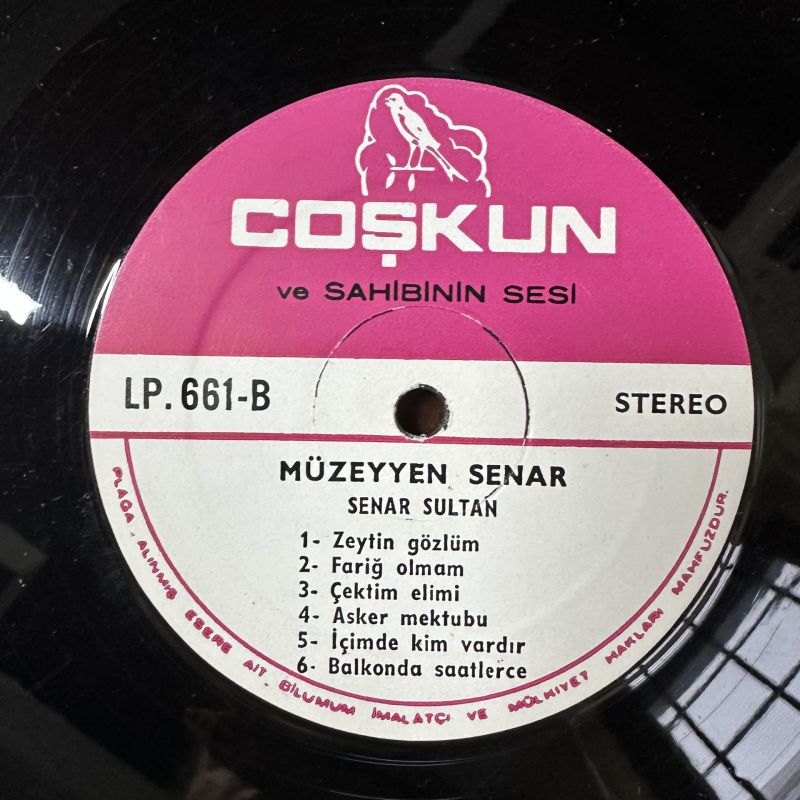 COŞKUN
ve SAHİBİNİN SESİ
LP. 661-B
STEREO
MÜZEYYEN SENAR
SENAR SULTAN
1- Zeytin gözlüm
2- Fariğ olmam
3- Çektim elimi
4- Asker mektubu
5- İçimde kim vardır
6- Balkonda saatlerce
PLAĞA ALINMIŞ ESERE AİT BİLUMUM İMALATÇI VE MÜLKİYET HAKLARI MAHFUZDUR.